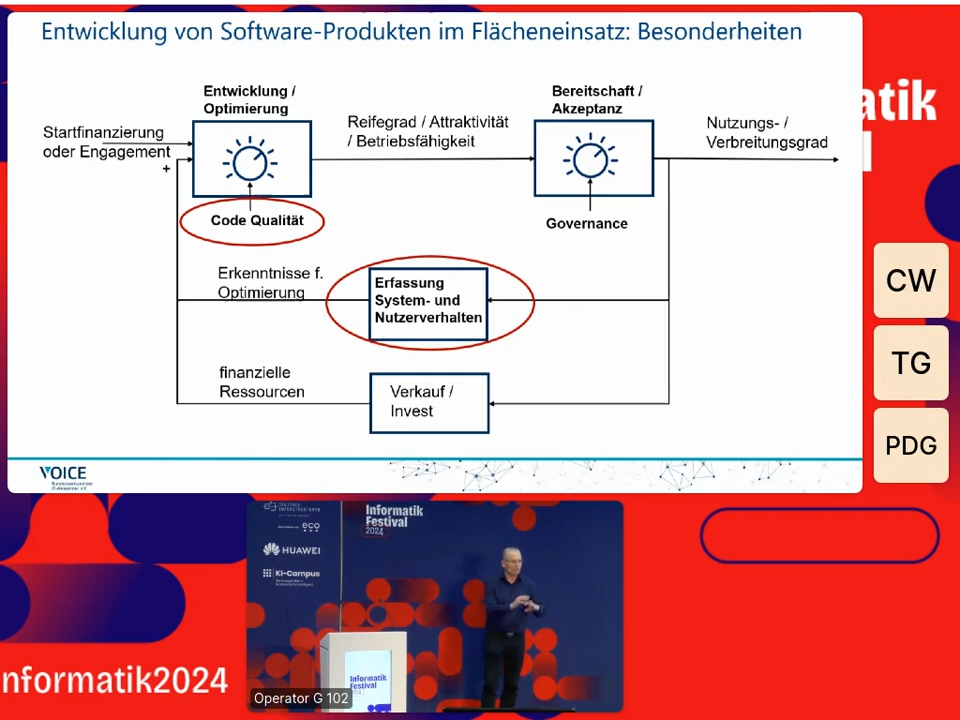 Entwicklung von Software-Produkten im Flächeneinsatz: Besonderheiten
Entwicklung /
Optimierung
Bereitschaft /
Akzeptanz
Startfinanzierung
oder Engagement
+
Reifegrad / Attraktivität
/ Betriebsfähigkeit
Nutzungs- /
Verbreitungsgrad
Code Qualität
Governance
Erkenntnisse f.
Optimierung
Erfassung
System- und
Nutzerverhalten
finanzielle
Ressourcen
Verkauf /
Invest
VOICE
atik
l
CW
TG
PDG
Informatik
Festival
2024
eco
HUAWEI
KI-Campus
Informatik
Festival
Operator G 102
nformatik2024